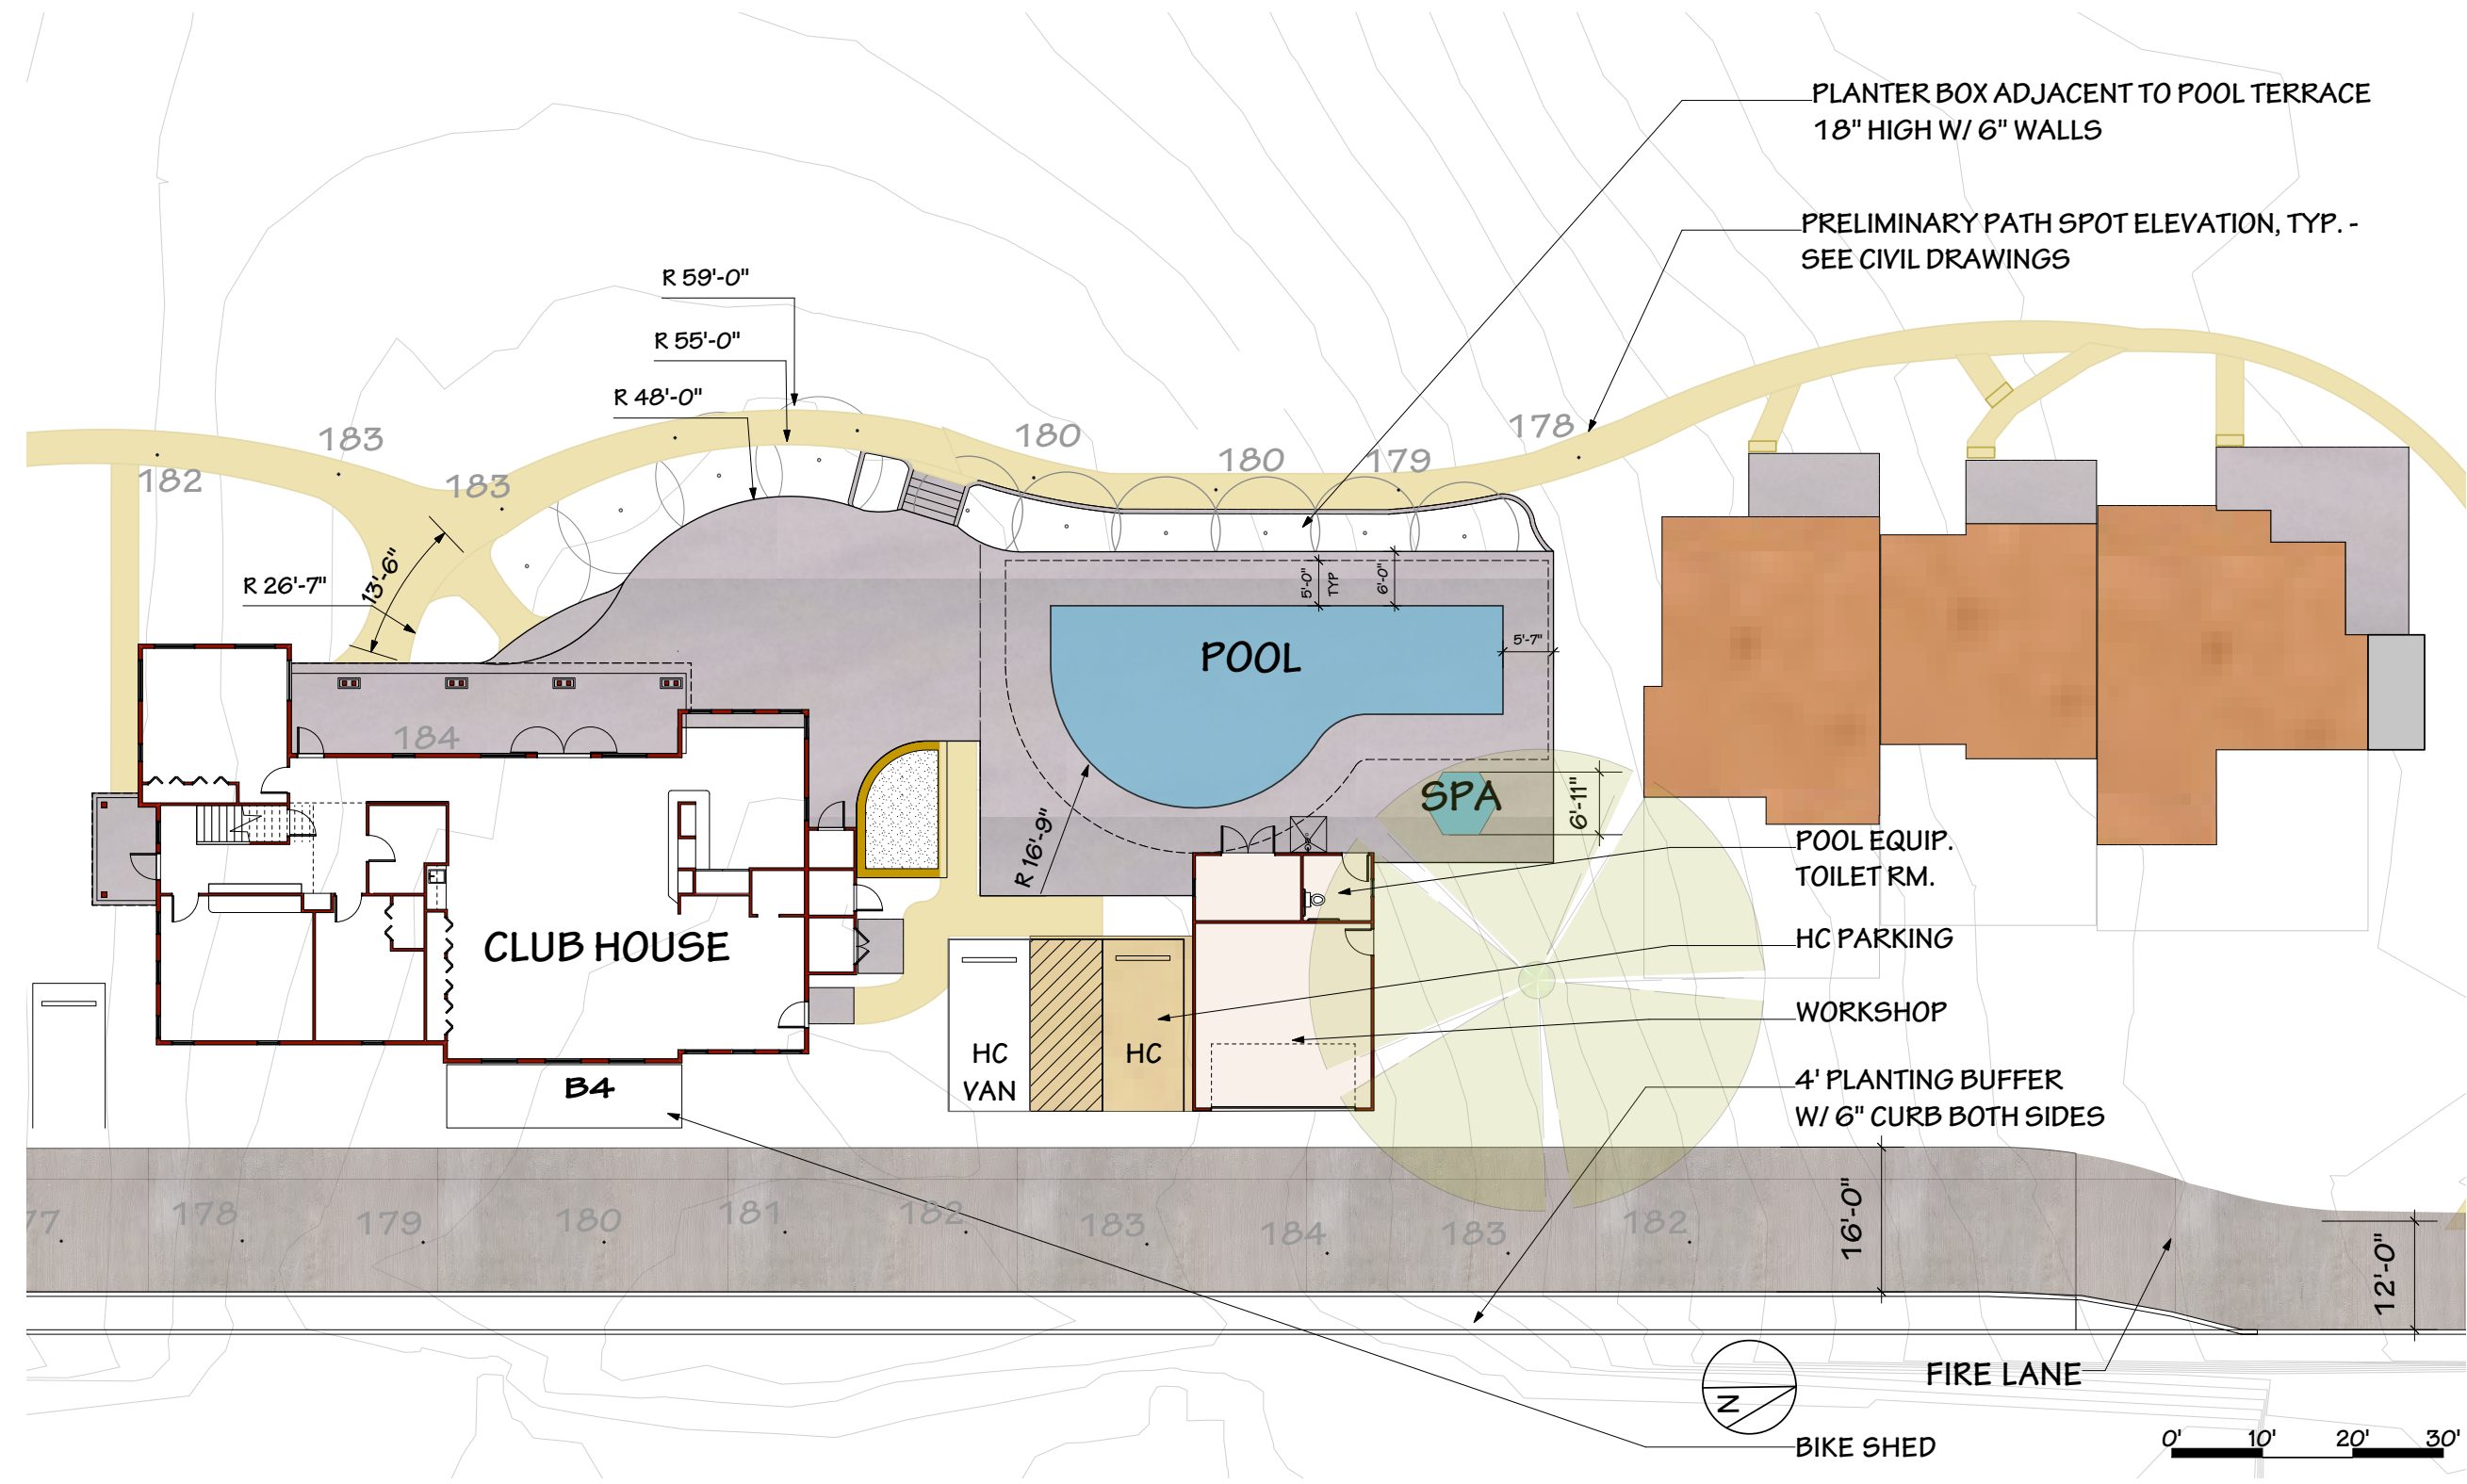 PLANTER BOX ADJACENT TO POOL TERRACE
18" HIGH W/ 6" WALLS
PRELIMINARY PATH SPOT ELEVATION, TYP. -
SEE CIVIL DRAWINGS
R 59'-0"
R 55'-0"
R 48'-0"
183
182
183
180
180
179
178
R 26'-7"
13'-6"
5'-0"
TYP
6'-0"
5'-7"
POOL
184
SPA
6'-11"
R 16'-9"
POOL EQUIP.
TOILET RM.
HC PARKING
CLUB HOUSE
WORKSHOP
HC
VAN
HC
B4
4' PLANTING BUFFER
W/ 6" CURB BOTH SIDES
77
178
179
180
181
182
183
184
183
182
16'-0"
12'-0"
FIRE LANE
N
BIKE SHED
0'
10'
20'
30'